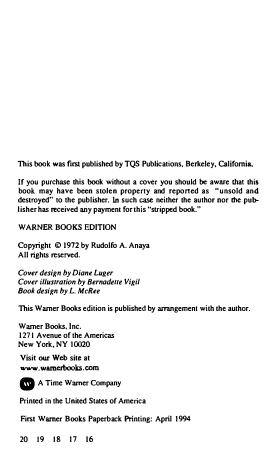 This book was first published by TQS Publications, Berkeley, California.
If you purchase this book without a cover you should be aware that this
book may have been stolen property and reported as "unsold and
destroyed" to the publisher. In such case neither the author nor the pub-
lisher has received any payment for this "stripped book."
WARNER BOOKS EDITION
Copyright © 1972 by Rudolfo A. Anaya
All rights reserved.
Cover design by Diane Luger
Cover illustration by Bernadette Vigil
Book design by L. McRee
This Warner Books edition is published by arrangement with the author.
Warner Books, Inc.
1271 Avenue of the Americas
New York, NY 10020
Visit our Web site at
www.warnerbooks.com
W A Time Warner Company
Printed in the United States of America
First Warner Books Paperback Printing: April 1994
20 19 18 17 16